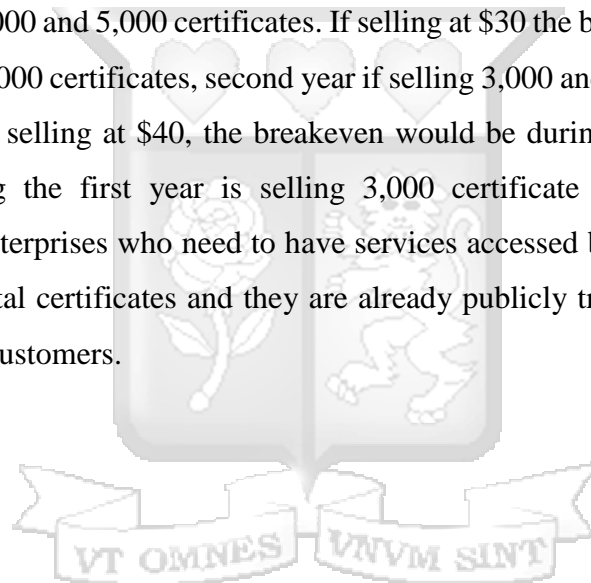 000 and 5,000 certificates. If selling at $30 the b
000 certificates, second year if selling 3,000 and
selling at $40, the breakeven would be durin
g the first year is selling 3,000 certificate
terprises who need to have services accessed b
tal certificates and they are already publicly tr
ustomers.
VT OMNES VNVM SINT